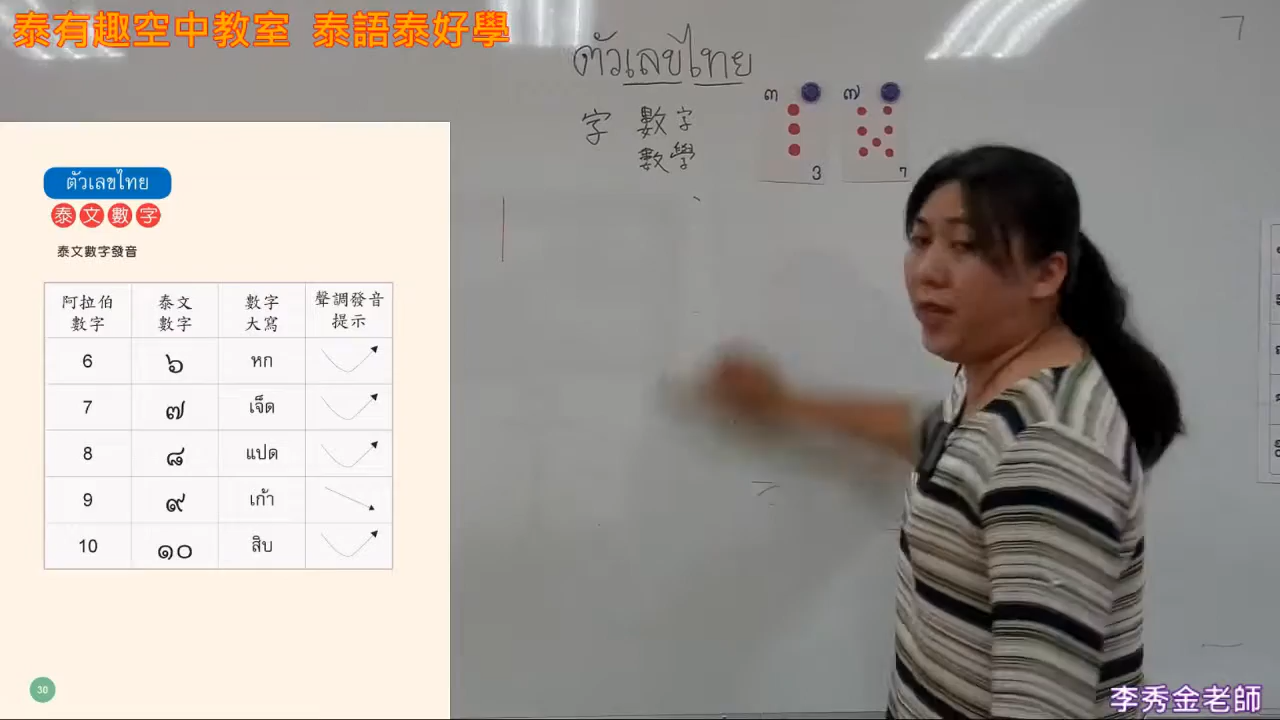 泰有趣空中教室 泰語泰好學
ตัวเลขไทย
泰文數字
泰文數字發音
阿拉伯數字 泰文數字 數字大寫 聲調發音提示
6 ๖ หก
7 ๗ เจ็ด
8 ๘ แปด
9 ๙ เก้า
10 ๑๐ สิบ
30
ตัวเลขไทย
字 數字
數學
๓ ๗
3 7
7
李秀金老師